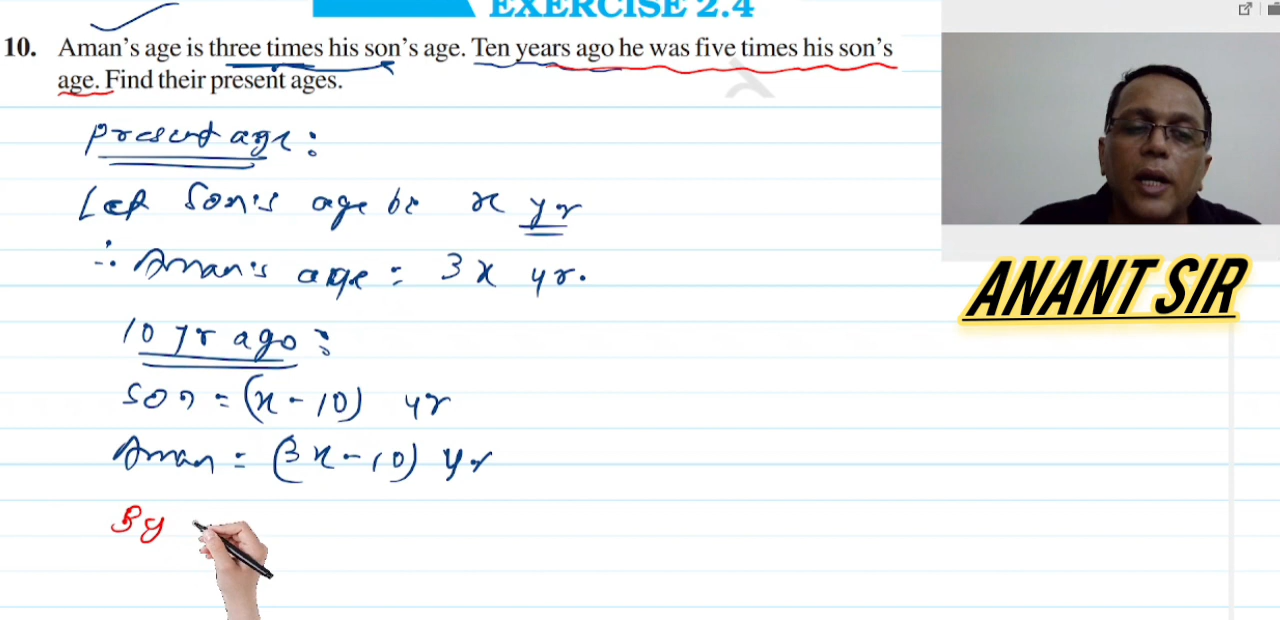 EXERCISE 2.4
10. Aman's age is three times his son's age. Ten years ago he was five times his son's
age. Find their present ages.
present age :
Let Son's age be x yr
∴ Aman's age = 3x yr.
10 yr ago :
son = (x - 10) yr
Aman = (3x - 10) yr
By
ANANT SIR